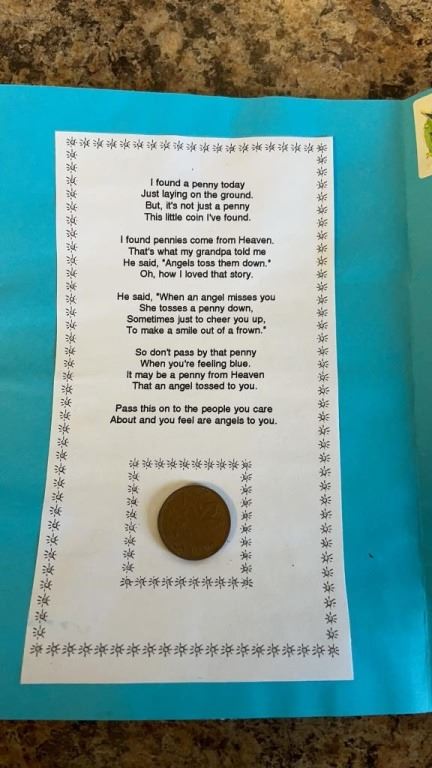 I found a penny today
Just laying on the ground.
But, it's not just a penny
This little coin I've found.
I found pennies come from Heaven.
That's what my grandpa told me
He said, "Angels toss them down."
Oh, how I loved that story.
He said, "When an angel misses you
She tosses a penny down,
Sometimes just to cheer you up,
To make a smile out of a frown."
So don't pass by that penny
When you're feeling blue.
It may be a penny from Heaven
That an angel tossed to you.
Pass this on to the people you care
About and you feel are angels to you.